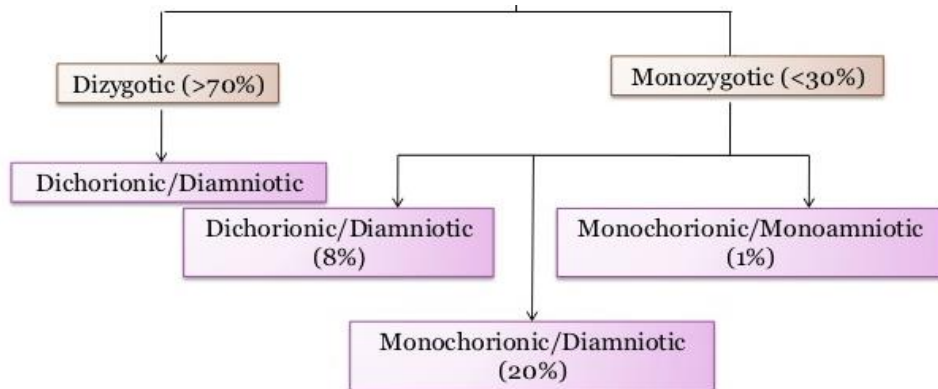 Dizygotic (>70%)
Monozygotic (<30%)
Dichorionic/Diamniotic
Dichorionic/Diamniotic
(8%)
Monochorionic/Monoamniotic
(1%)
Monochorionic/Diamniotic
(20%)